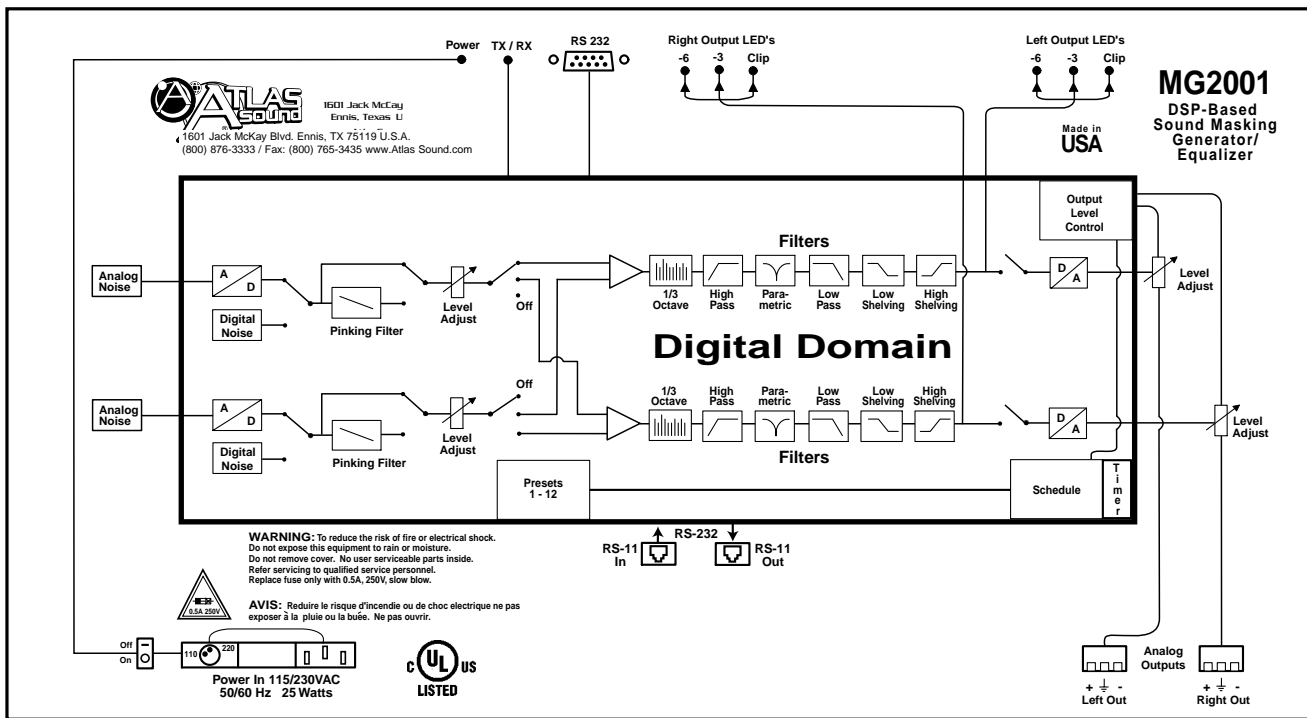 Power
TX / RX
RS 232
Right Output LED's
-6 -3 Clip
Left Output LED's
-6 -3 Clip
MG2001
DSP-Based
Sound Masking
Generator/
Equalizer
Made in
USA
ATLAS
SOUND
1601 Jack McCay
Ennis, Texas U
1601 Jack McKay Blvd. Ennis, TX 75119 U.S.A.
(800) 876-3333 / Fax: (800) 765-3435 www.Atlas Sound.com
Output
Level
Control
Analog
Noise
A
D
Digital
Noise
Pinking Filter
Level
Adjust
Off
Filters
1/3
Octave
High
Pass
Para-
metric
Low
Pass
Low
Shelving
High
Shelving
D
A
Level
Adjust
Digital Domain
Analog
Noise
A
D
Digital
Noise
Pinking Filter
Level
Adjust
Off
1/3
Octave
High
Pass
Para-
metric
Low
Pass
Low
Shelving
High
Shelving
Filters
D
A
Level
Adjust
Presets
1 - 12
Schedule
Timer
RS-232
RS-11
In
RS-11
Out
WARNING: To reduce the risk of fire or electrical shock.
Do not expose this equipment to rain or moisture.
Do not remove cover. No user serviceable parts inside.
Refer servicing to qualified service personnel.
Replace fuse only with 0.5A, 250V, slow blow.
0.5A 250V
AVIS: Reduire le risque d'incendie ou de choc electrique ne pas
exposer à la pluie ou la buée. Ne pas ouvrir.
Off
On
110
220
Power In 115/230VAC
50/60 Hz 25 Watts
C UL US
LISTED
Analog
Outputs
+ -
Left Out
+ -
Right Out